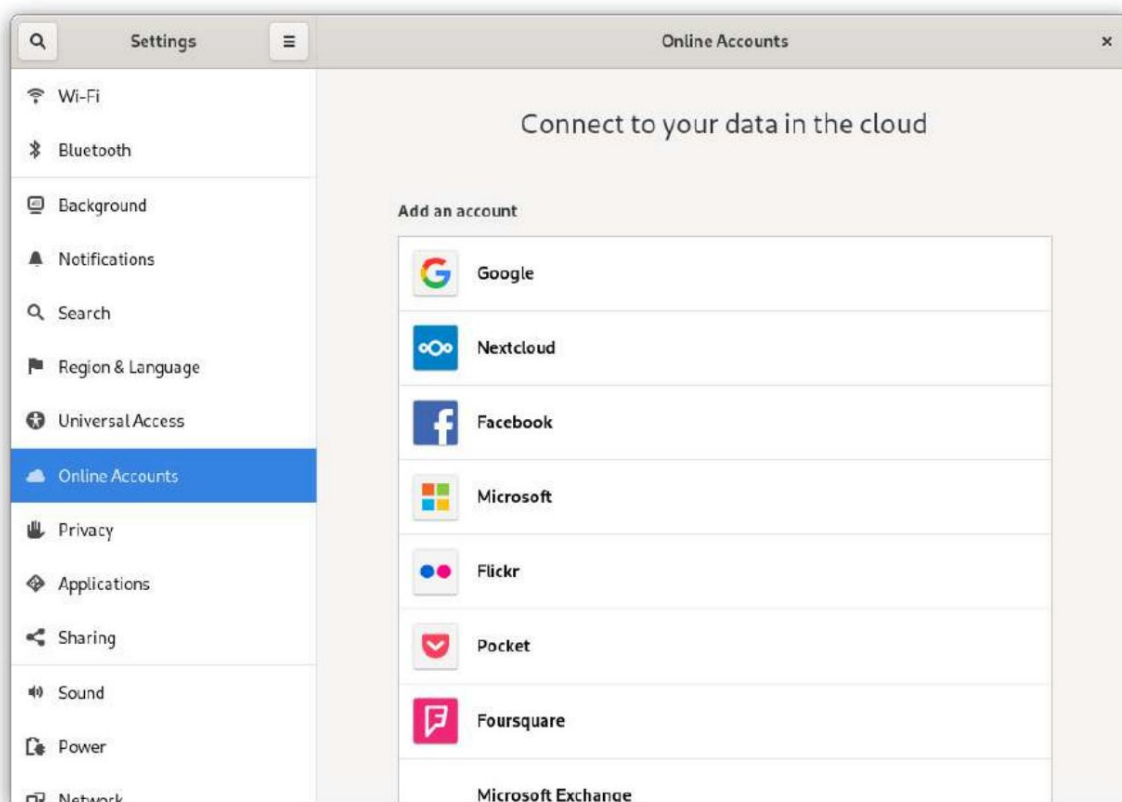 Settings
Online Accounts
Wi-Fi
Bluetooth
Background
Notifications
Search
Region & Language
Universal Access
Online Accounts
Privacy
Applications
Sharing
Sound
Power
Network
Connect to your data in the cloud
Add an account
Google
Nextcloud
Facebook
Microsoft
Flickr
Pocket
Foursquare
Microsoft Exchange